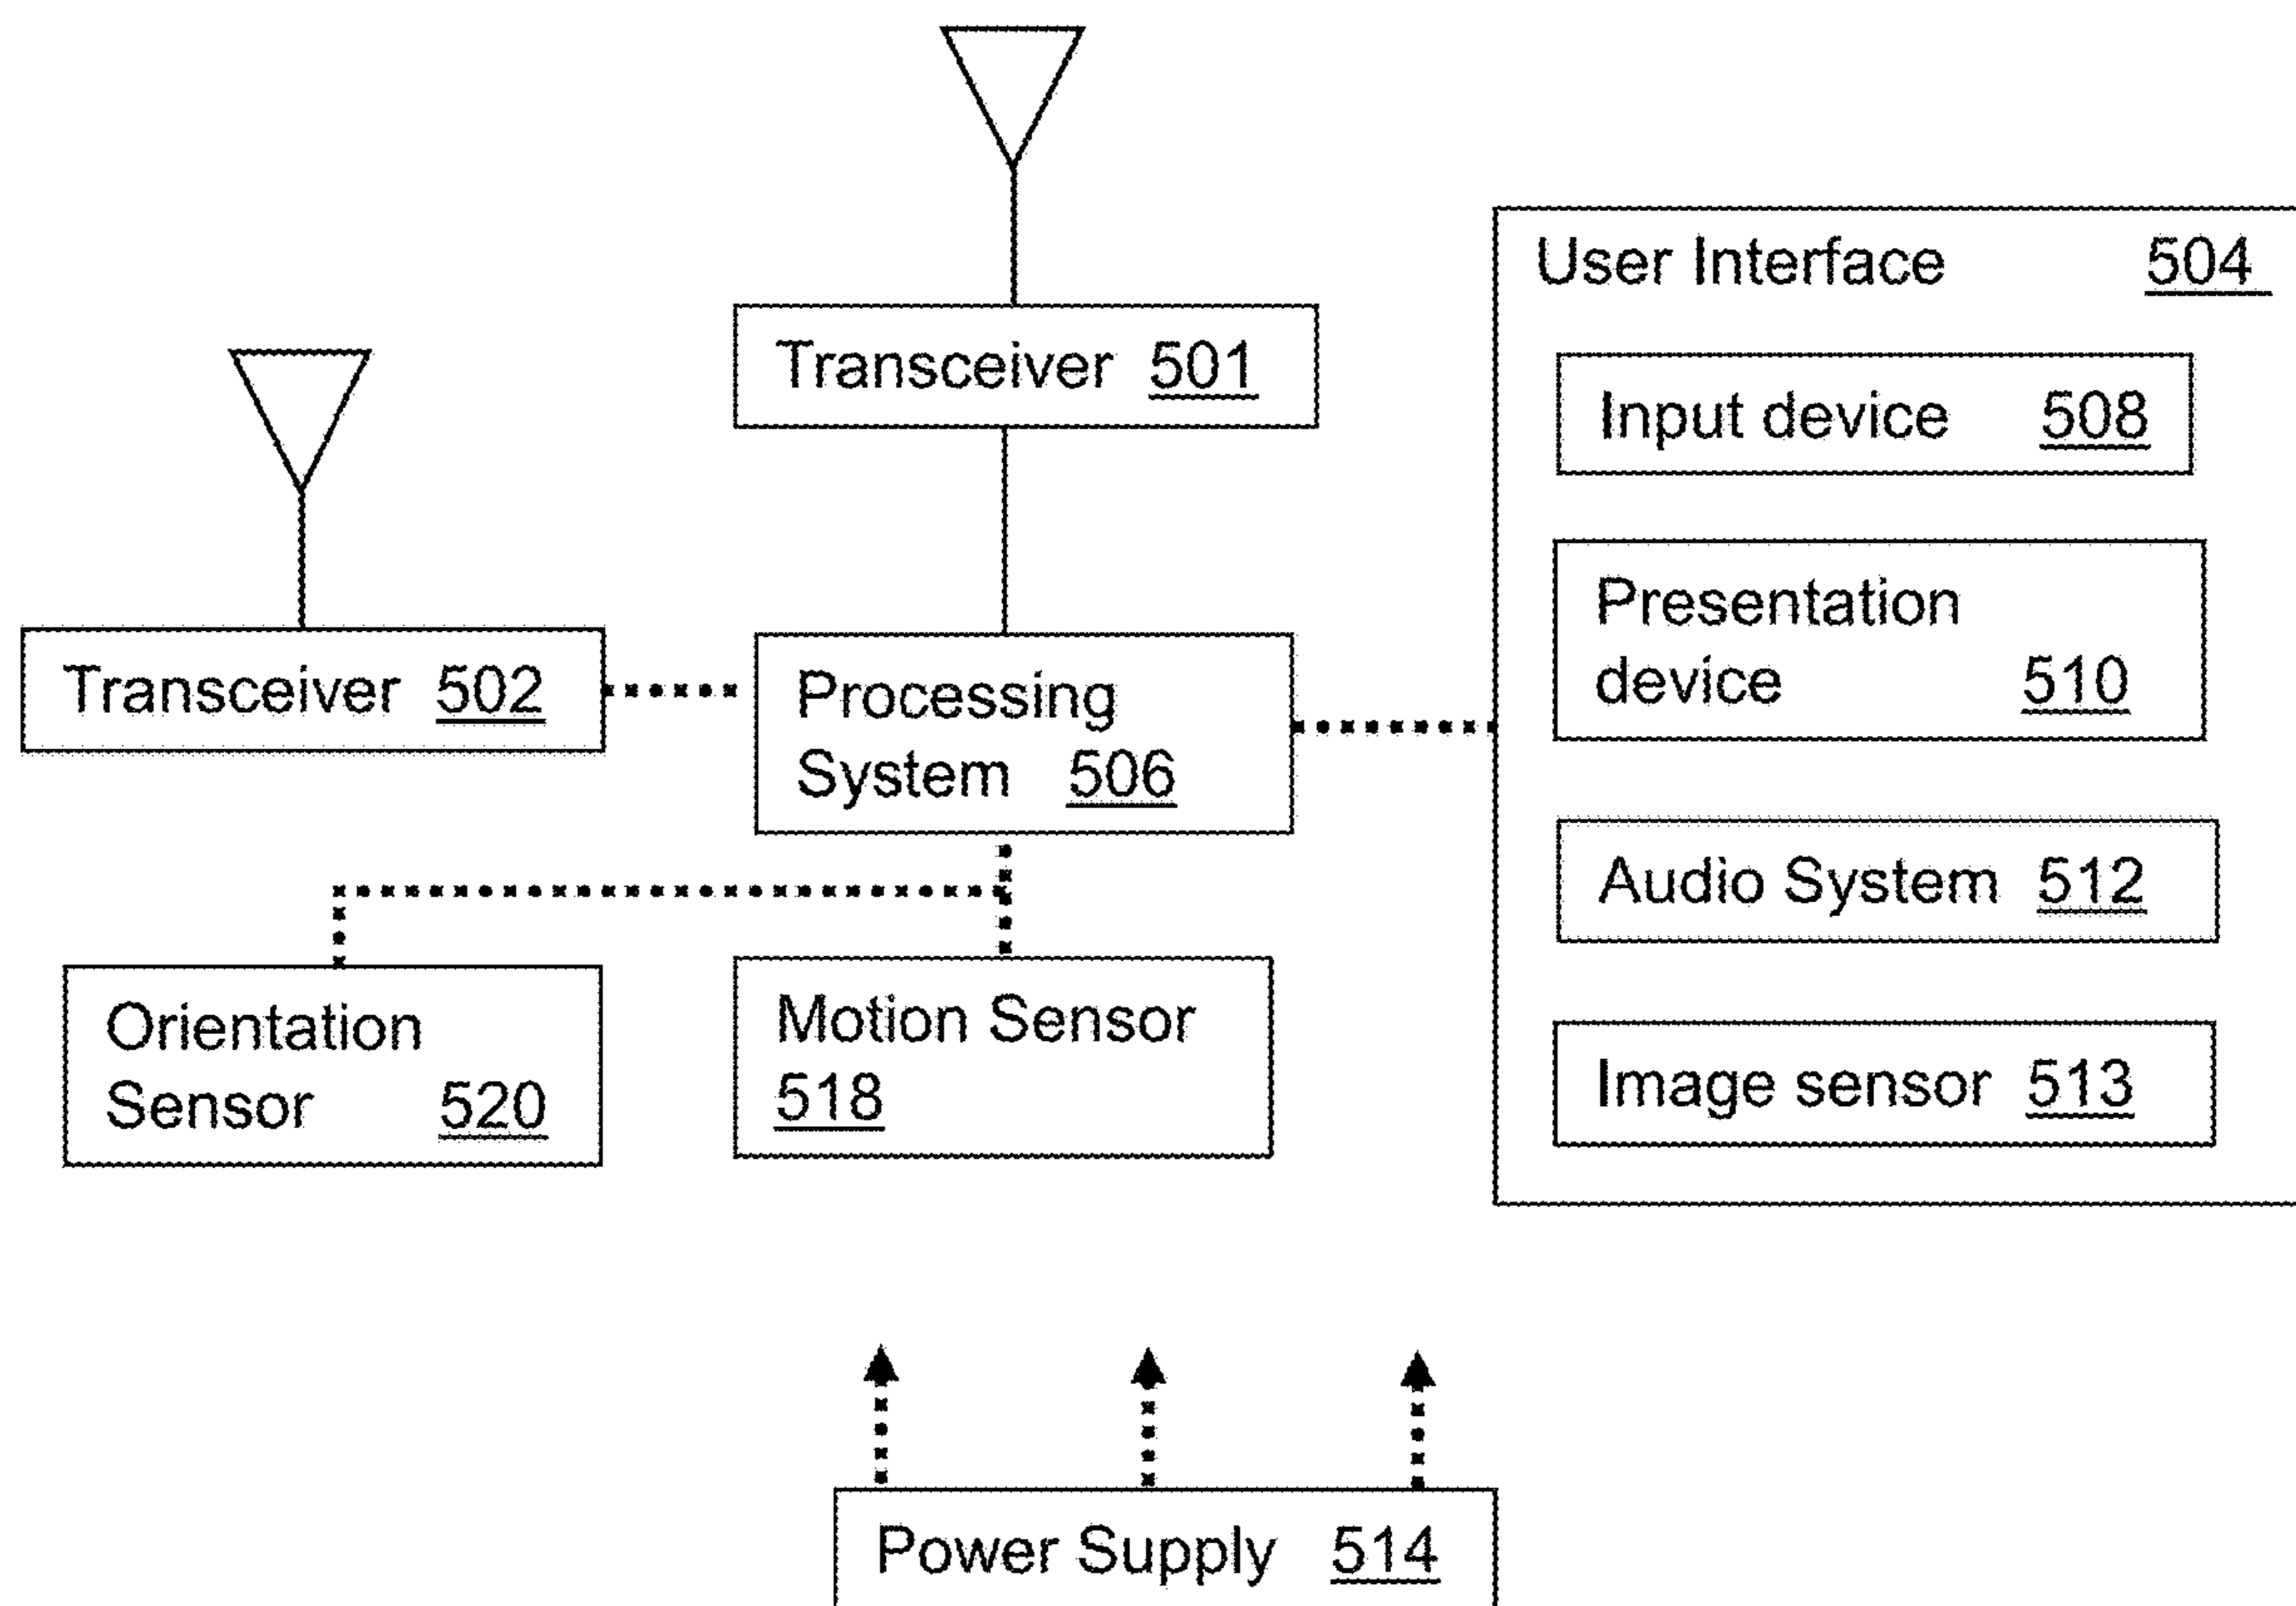 Transceiver 501
User Interface 504
Input device 508
Transceiver 502
Processing
System 506
Presentation
device 510
Audio System 512
Orientation
Sensor 520
Motion Sensor
518
Image sensor 513
Power Supply 514